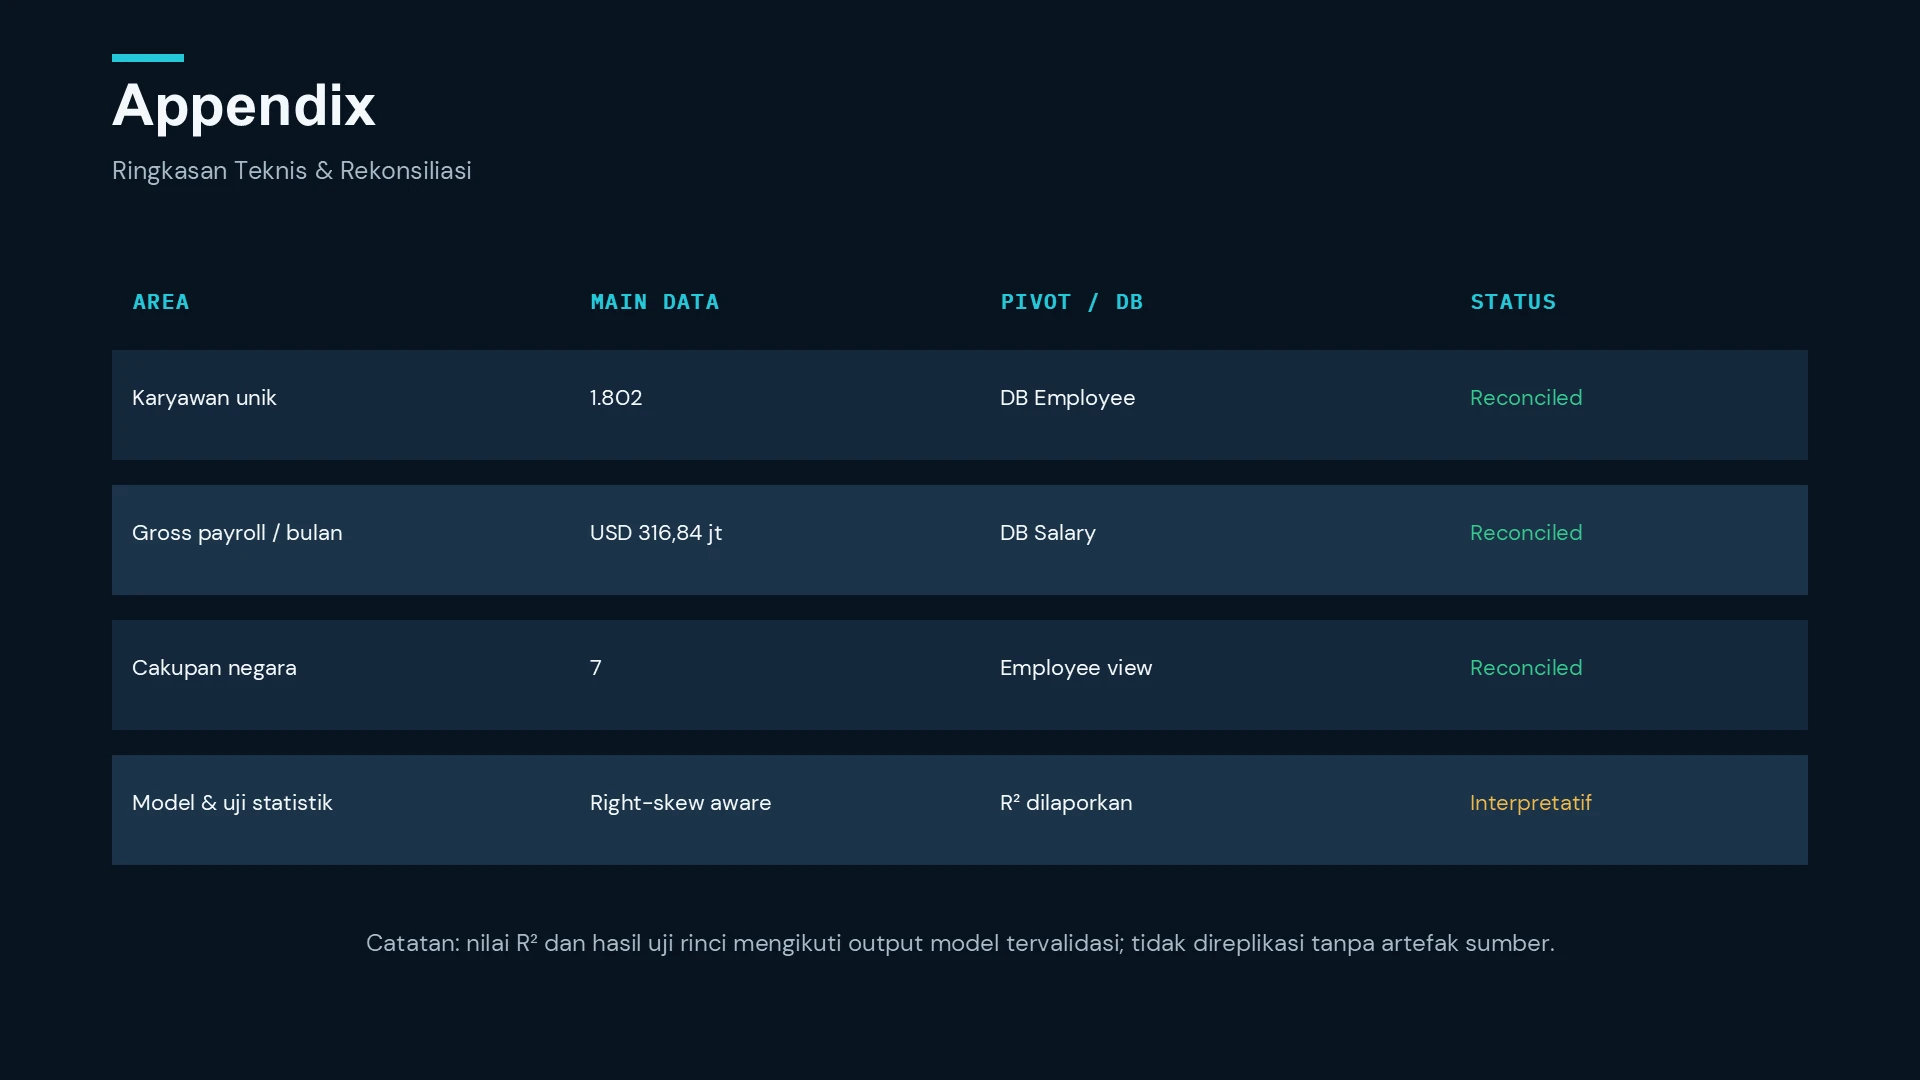 Appendix
Ringkasan Teknis & Rekonsiliasi
AREA MAIN DATA PIVOT / DB STATUS
Karyawan unik 1.802 DB Employee Reconciled
Gross payroll / bulan USD 316,84 jt DB Salary Reconciled
Cakupan negara 7 Employee view Reconciled
Model & uji statistik Right-skew aware R² dilaporkan Interpretatif
Catatan: nilai R² dan hasil uji rinci mengikuti output model tervalidasi; tidak direplikasi tanpa artefak sumber.